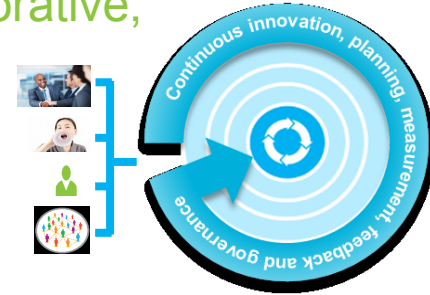 orative,
Continuous innovation, planning, measurement, feedback and governance